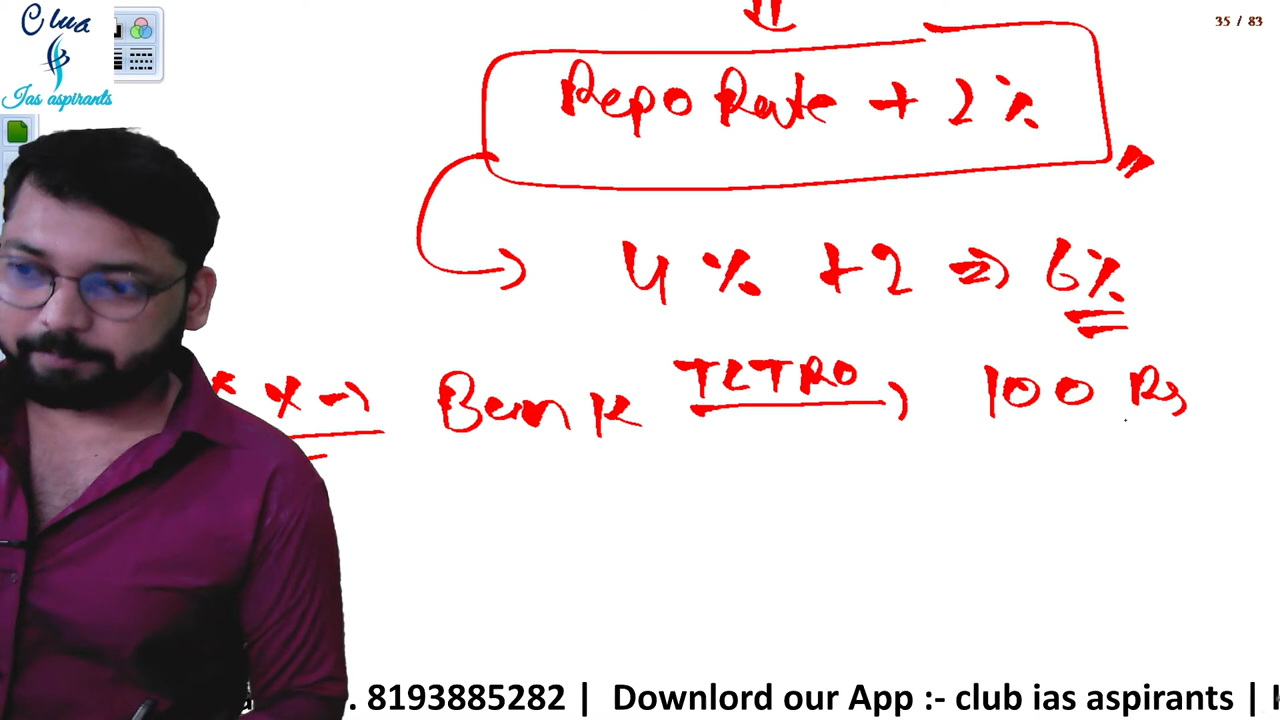 Club
Ias aspirants
35 / 83
Repo Rate + 2%
4% + 2 ⇒ 6%
* X → Bank TLTRO → 100 Rs
. 8193885282 | Downlord our App :- club ias aspirants |